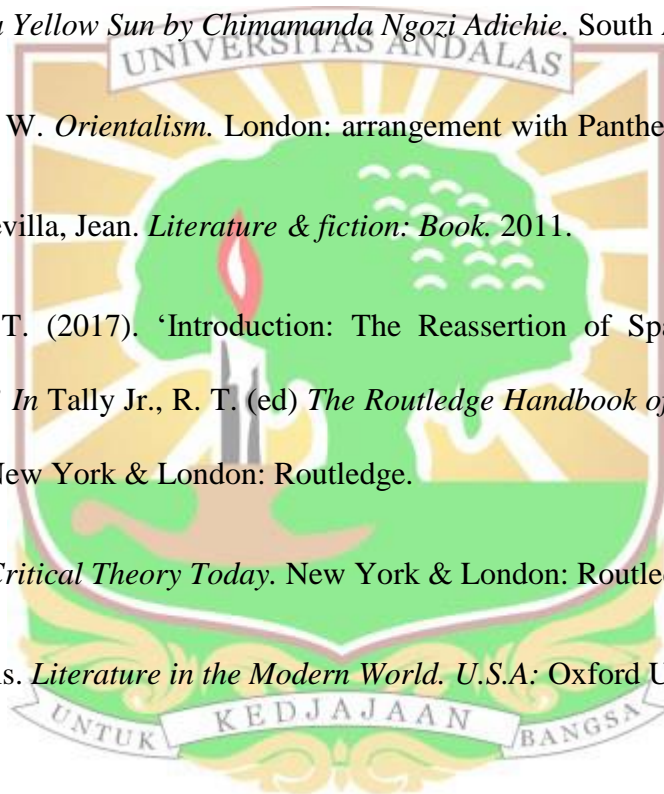 Yellow Sun by Chimamanda Ngozi Adichie. South
UNIVERSITAS ANDALAS
W. Orientalism. London: arrangement with Panthe
evilla, Jean. Literature & fiction: Book. 2011.
T. (2017). ‘Introduction: The Reassertion of Spa
In Tally Jr., R. T. (ed) The Routledge Handbook of
New York & London: Routledge.
Critical Theory Today. New York & London: Routle
is. Literature in the Modern World. U.S.A: Oxford U
UNTUK KEDJAJAAN BANGSA